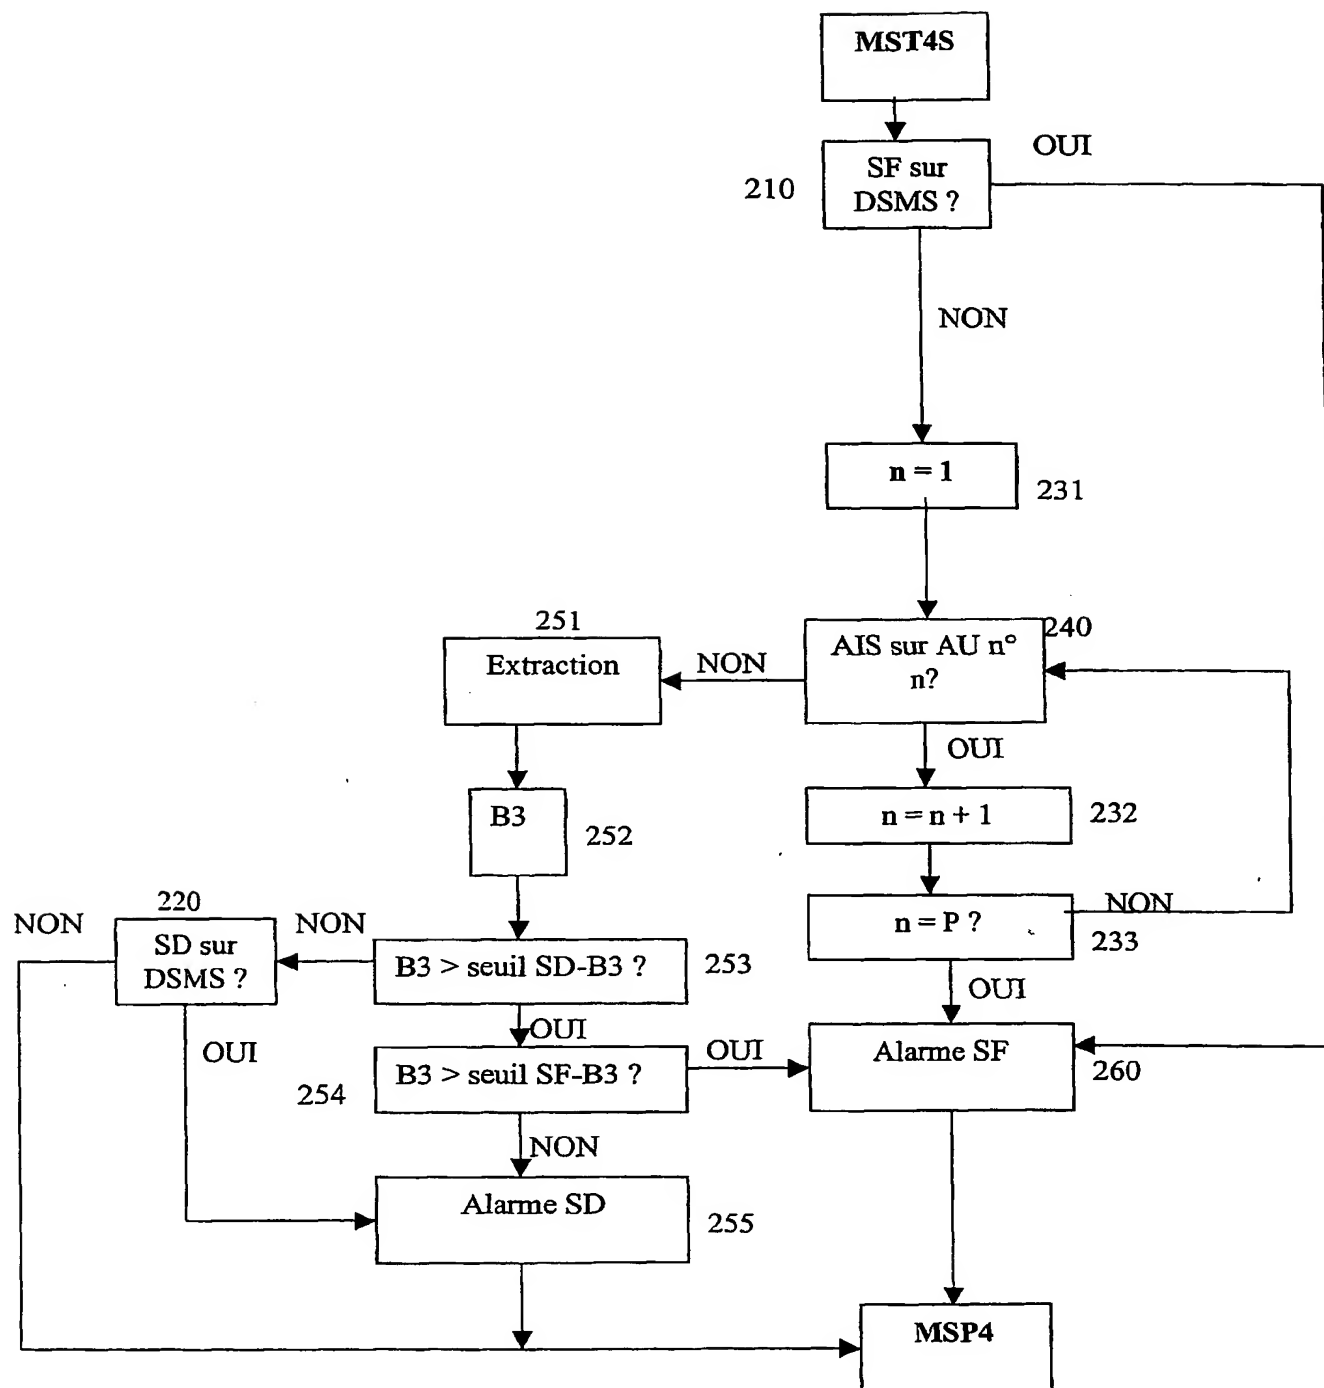 MST4S
OUI
SF sur
DSMS ?
210
NON
n = 1
231
251
Extraction
NON
AIS sur AU n°
n?
240
OUI
B3
252
n = n + 1
232
220
NON
SD sur
DSMS ?
NON
B3 > seuil SD-B3 ?
253
n = P ?
NON
233
OUI
OUI
OUI
B3 > seuil SF-B3 ?
254
OUI
Alarme SF
260
NON
Alarme SD
255
MSP4